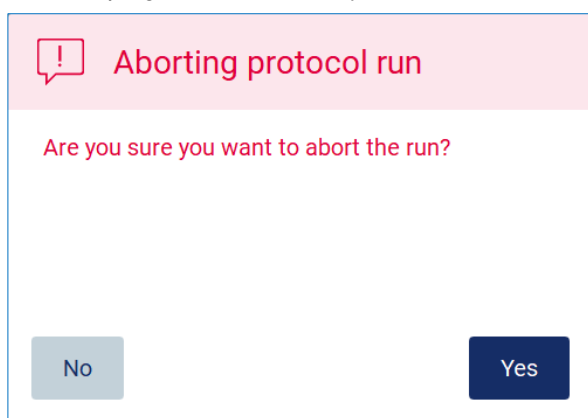 Aborting protocol run
Are you sure you want to abort the run?
No
Yes